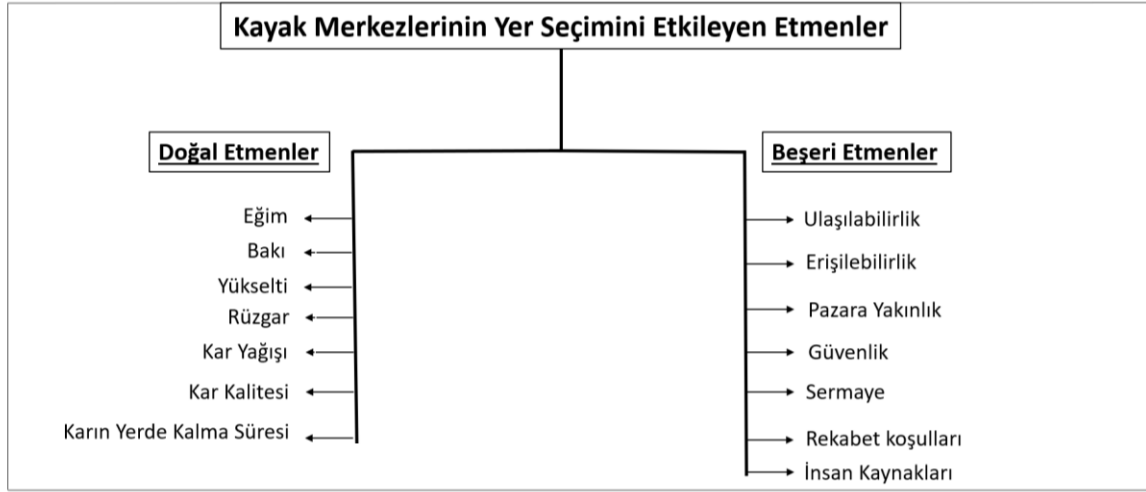 Kayak Merkezlerinin Yer Seçimini Etkileyen Etmenler
Doğal Etmenler
Eğim
Bakı
Yükselti
Rüzgar
Kar Yağışı
Kar Kalitesi
Karın Yerde Kalma Süresi
Beşeri Etmenler
Ulaşılabilirlik
Erişilebilirlik
Pazara Yakınlık
Güvenlik
Sermaye
Rekabet koşulları
İnsan Kaynakları